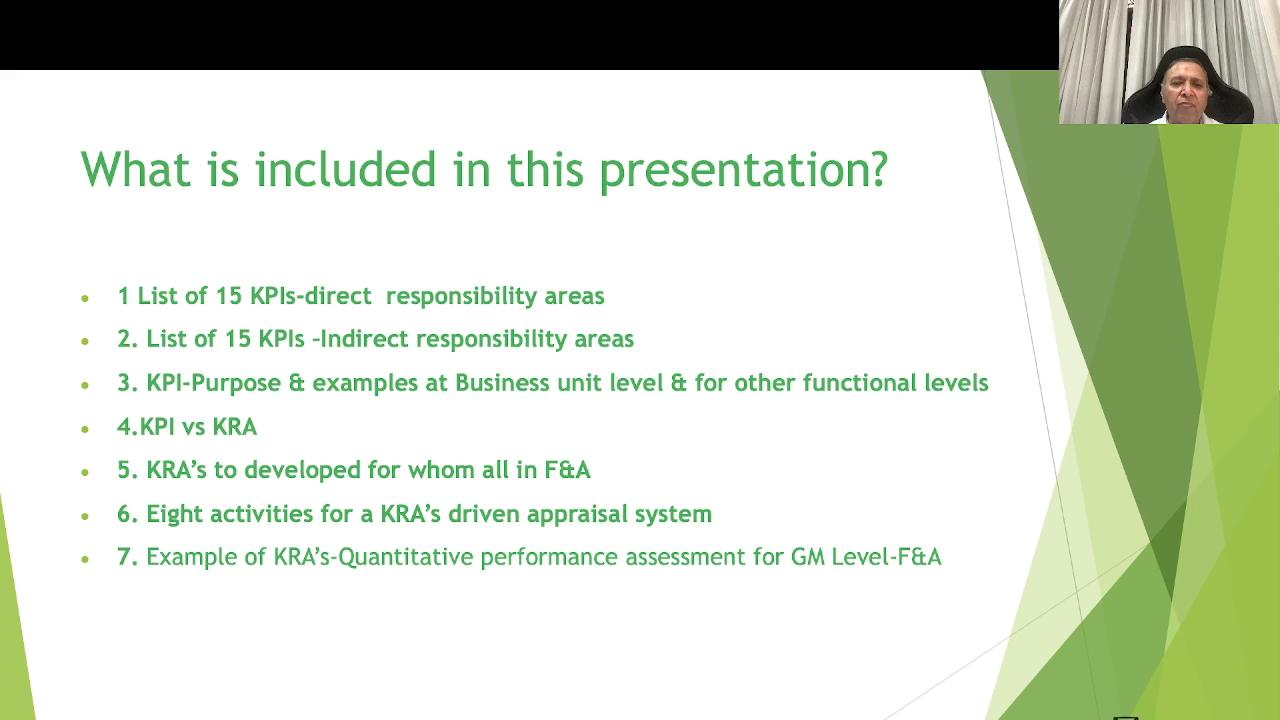 What is included in this presentation?
1 List of 15 KPIs-direct responsibility areas
2. List of 15 KPIs -Indirect responsibility areas
3. KPI-Purpose & examples at Business unit level & for other functional levels
4.KPI vs KRA
5. KRA's to developed for whom all in F&A
6. Eight activities for a KRA's driven appraisal system
7. Example of KRA's-Quantitative performance assessment for GM Level-F&A